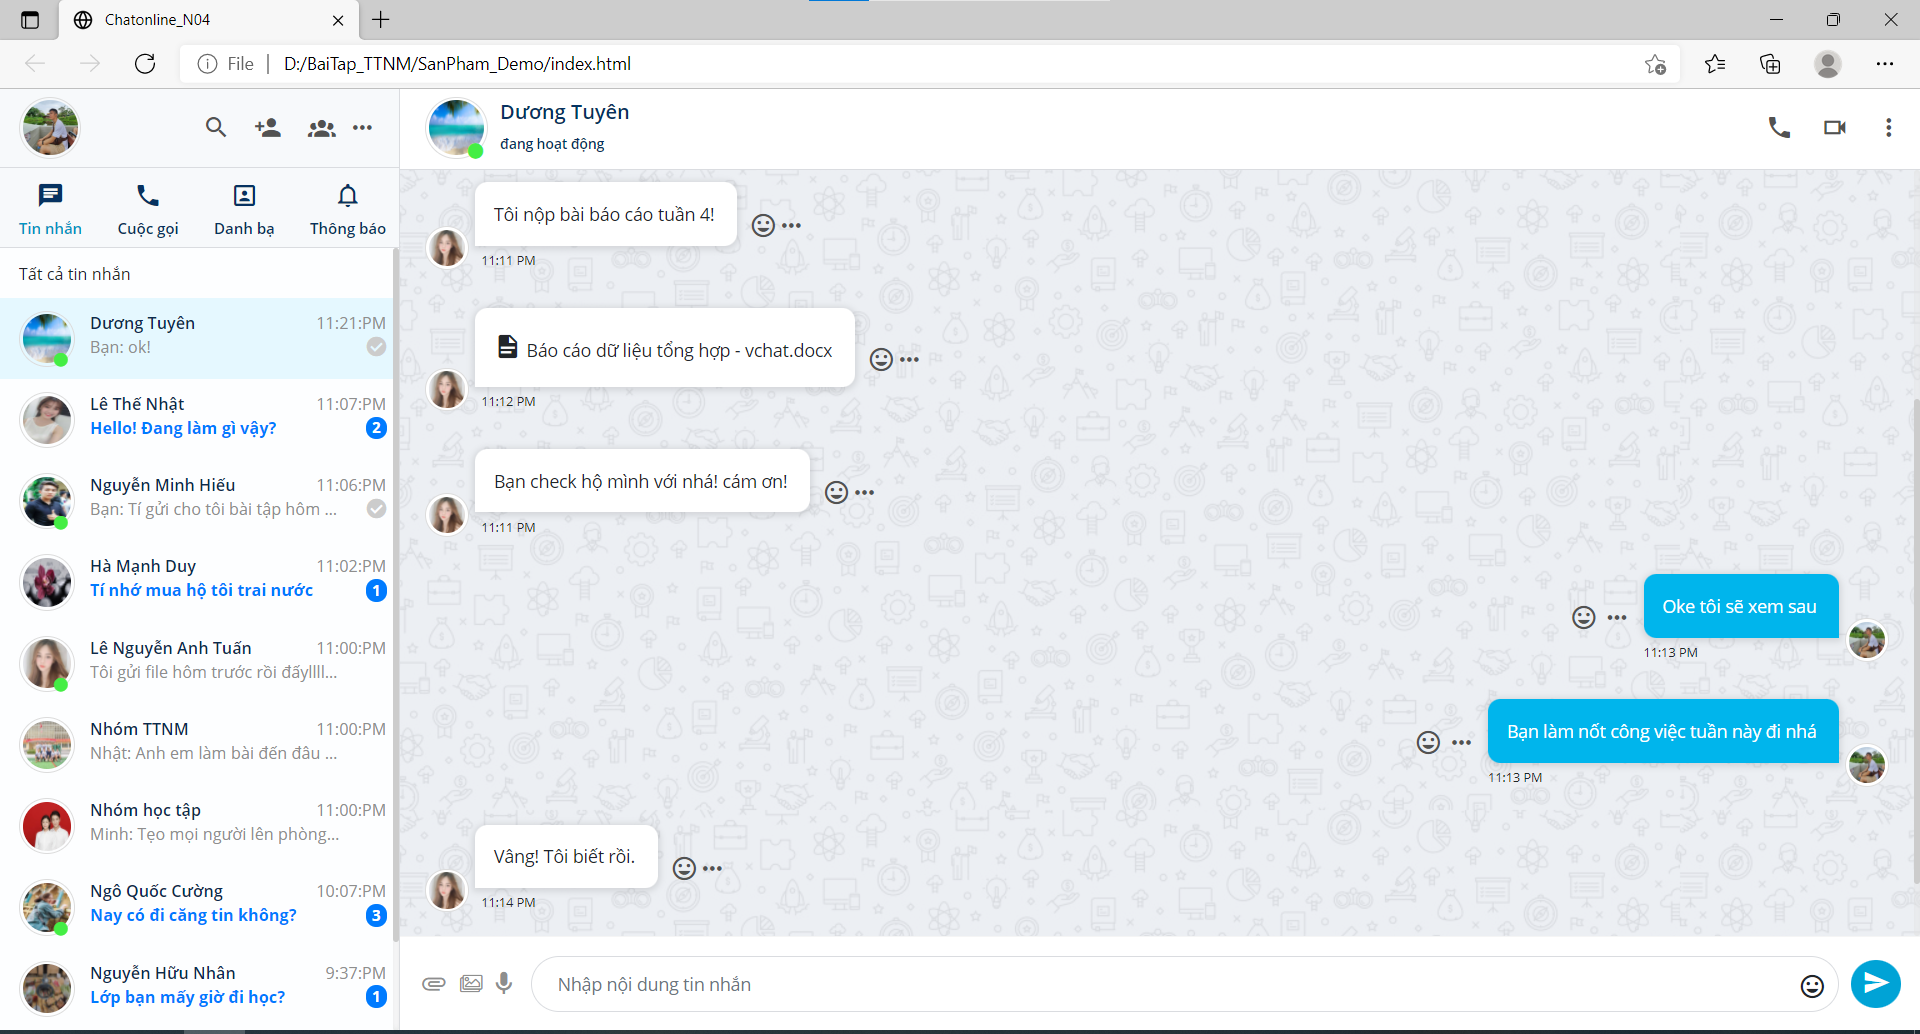 Chatonline_N04
File
D:/BaiTap_TTNM/SanPham_Demo/index.html
Tin nhắn
Cuộc gọi
Danh bạ
Thông báo
Tất cả tin nhắn
Dương Tuyên 11:21:PM
Bạn: ok!
Lê Thế Nhật 11:07:PM
Hello! Đang làm gì vậy? 2
Nguyễn Minh Hiếu 11:06:PM
Bạn: Tí gửi cho tôi bài tập hôm ...
Hà Mạnh Duy 11:02:PM
Tí nhớ mua hộ tôi trai nước 1
Lê Nguyễn Anh Tuấn 11:00:PM
Tôi gửi file hôm trước rồi đấyllll...
Nhóm TTNM 11:00:PM
Nhật: Anh em làm bài đến đâu ...
Nhóm học tập 11:00:PM
Minh: Tẹo mọi người lên phòng...
Ngô Quốc Cường 10:07:PM
Nay có đi căng tin không? 3
Nguyễn Hữu Nhân 9:37:PM
Lớp bạn mấy giờ đi học? 1
Dương Tuyên
đang hoạt động
Tôi nộp bài báo cáo tuần 4!
11:11 PM
Báo cáo dữ liệu tổng hợp - vchat.docx
11:12 PM
Bạn check hộ mình với nhá! cám ơn!
11:11 PM
Oke tôi sẽ xem sau
11:13 PM
Bạn làm nốt công việc tuần này đi nhá
11:13 PM
Vâng! Tôi biết rồi.
11:14 PM
Nhập nội dung tin nhắn